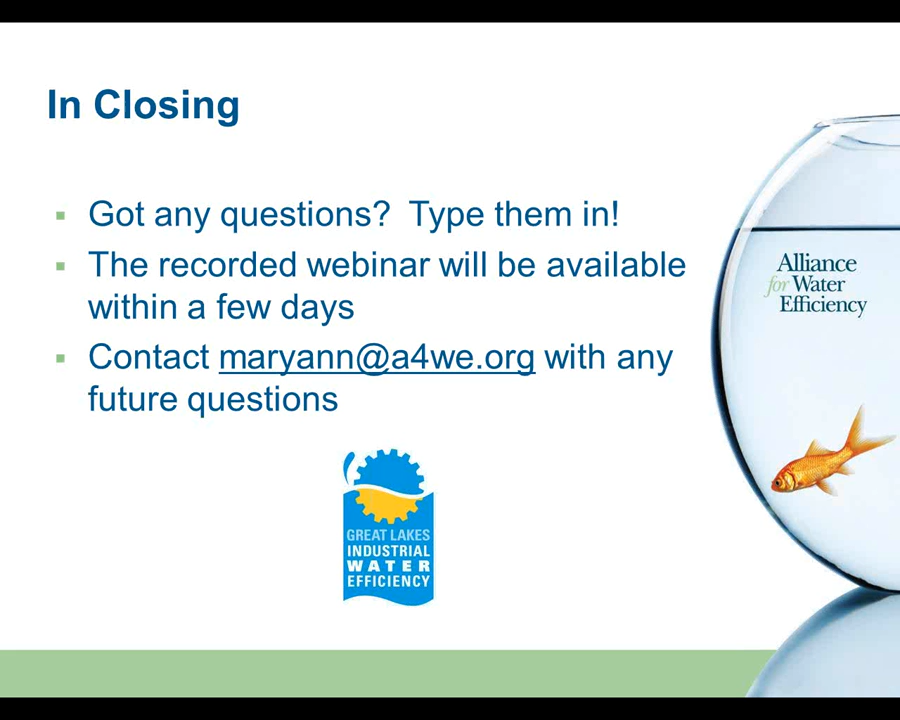 In Closing
Got any questions?  Type them in!
The recorded webinar will be available
within a few days
Contact maryann@a4we.org with any
future questions
Alliance
for Water
Efficiency
GREAT LAKES
INDUSTRIAL
WATER
EFFICIENCY